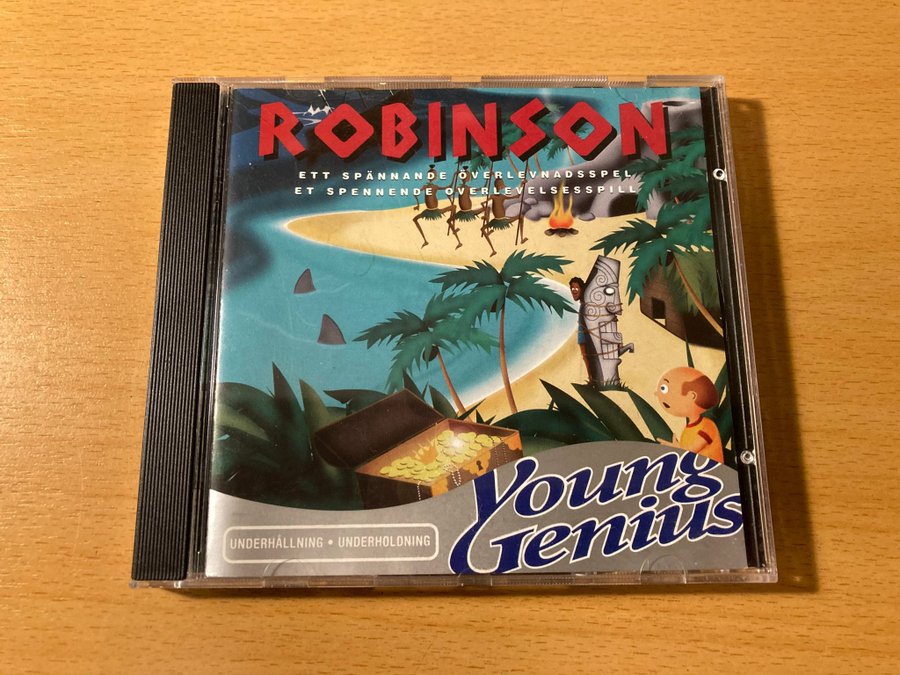 ROBINSON
ETT SPÄNNANDE ÖVERLEVNADSSPEL
ET SPENNENDE OVERLEVELSESSPILL
Young
Genius
UNDERHÅLLNING • UNDERHOLDNING